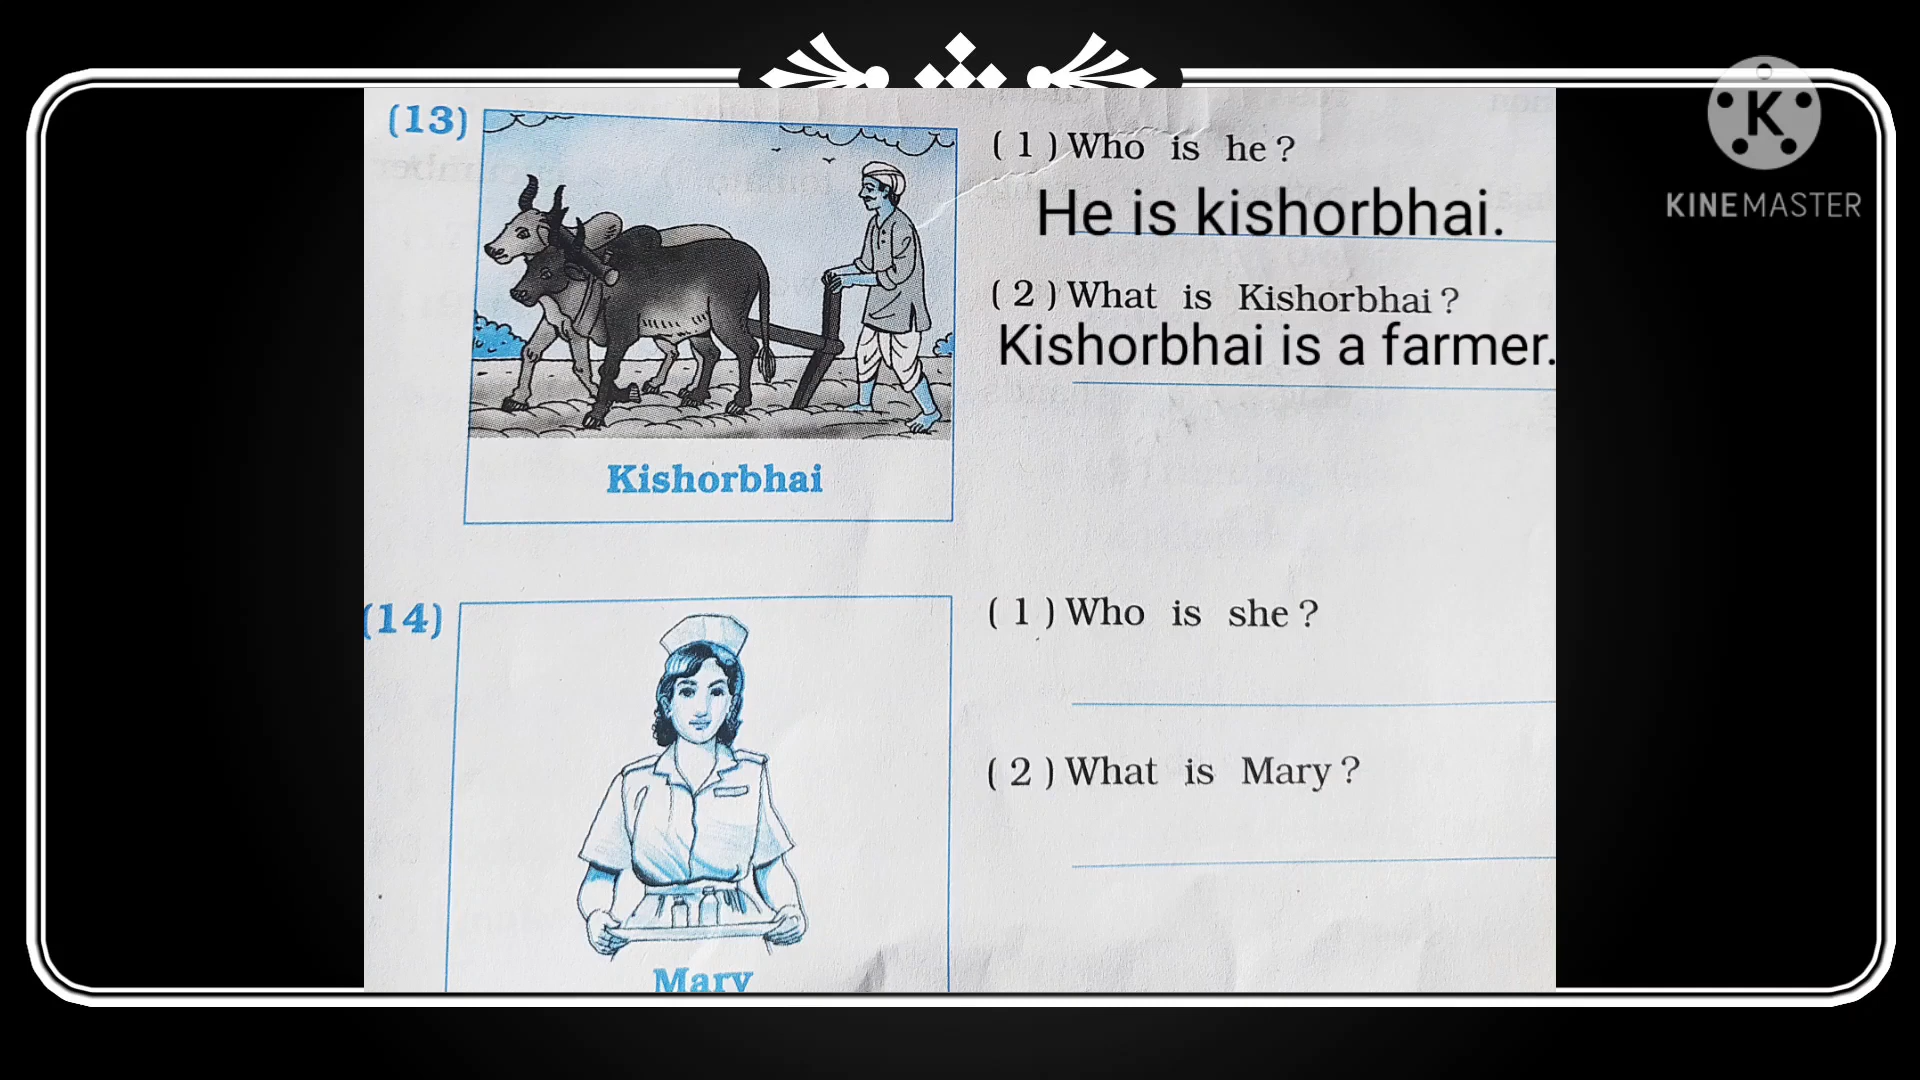 (13)
Kishorbhai
( 1 ) Who is he ?
He is kishorbhai.
( 2 ) What is Kishorbhai ?
Kishorbhai is a farmer.
(14)
Mary
( 1 ) Who is she ?
( 2 ) What is Mary ?
K
KINEMASTER